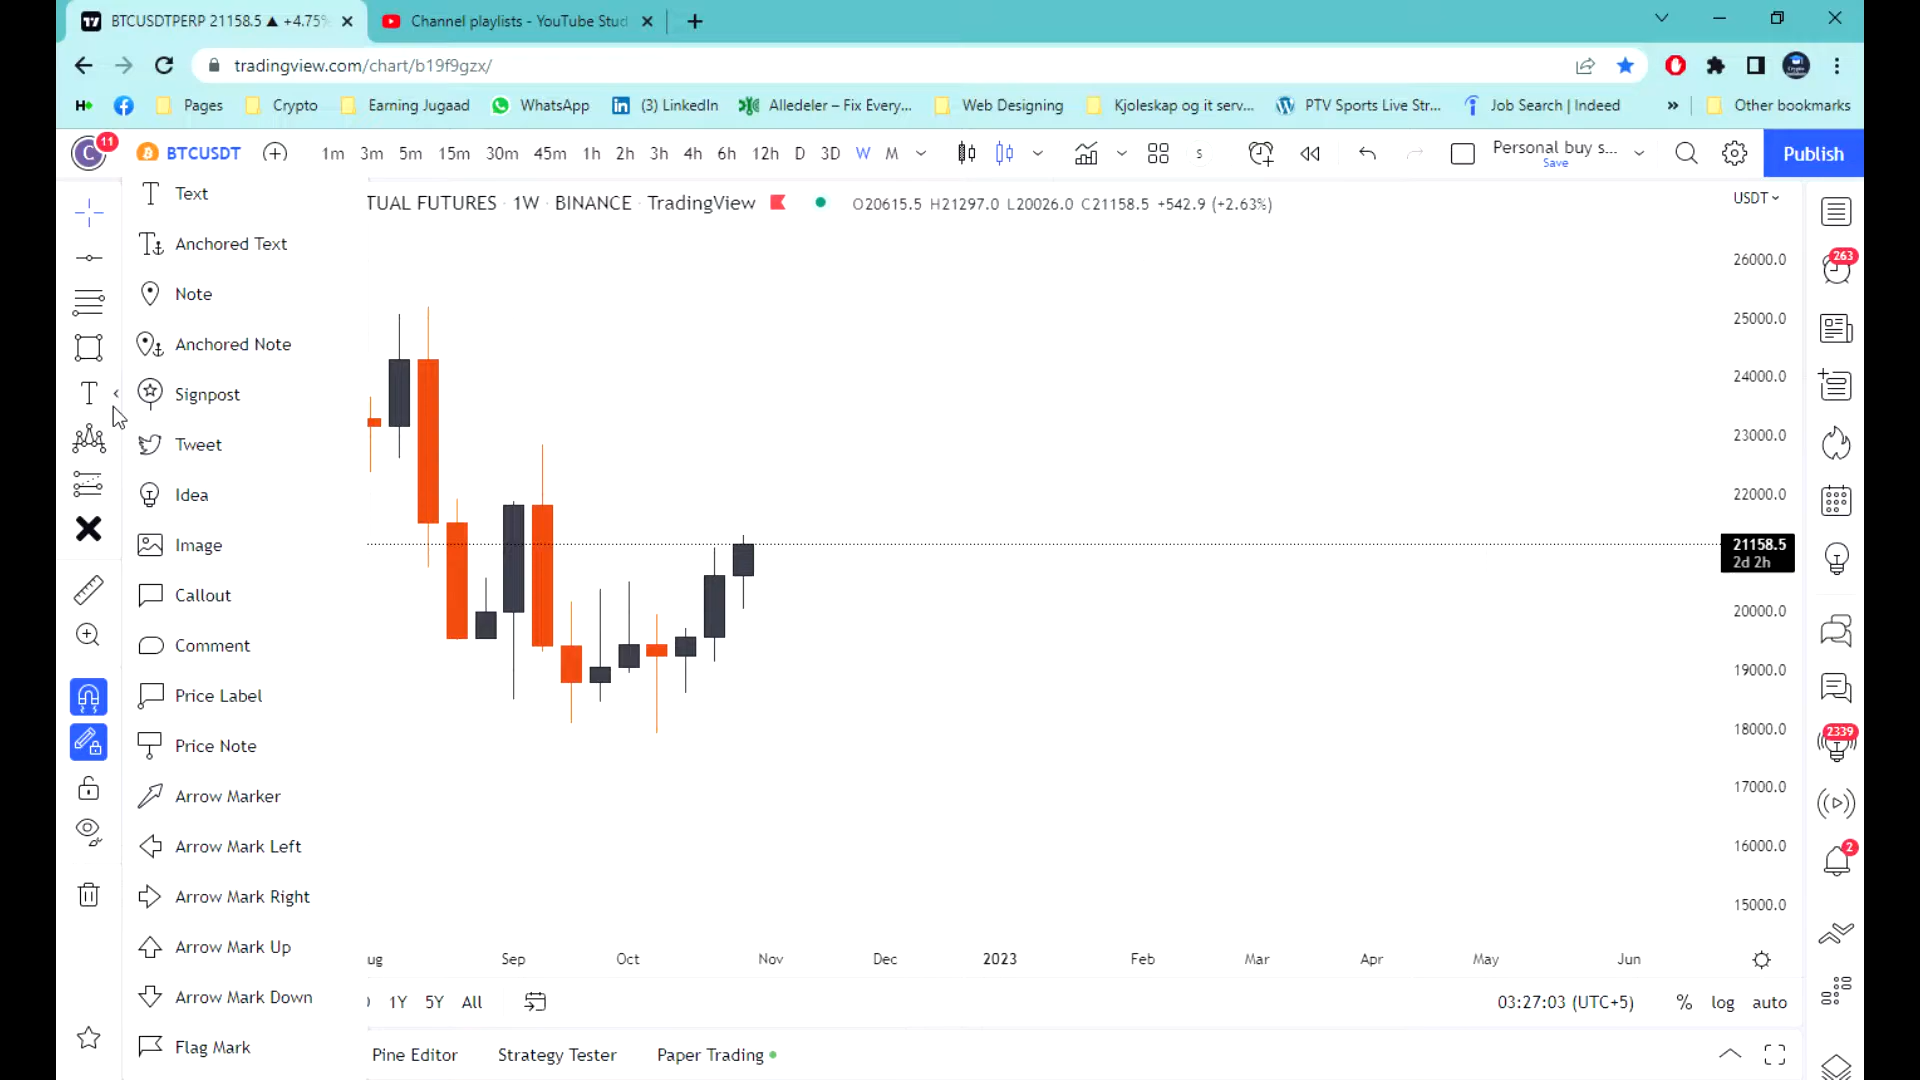 BTCUSDTPERP 21158.5 ▲ +4.75%
Channel playlists - YouTube Stud
tradingview.com/chart/b19f9gzx/
H+ Pages Crypto Earning Jugaad WhatsApp (3) LinkedIn Alledeler – Fix Every... Web Designing Kjoleskap og it serv... PTV Sports Live Str... Job Search | Indeed » Other bookmarks
C 11 BTCUSDT 1m 3m 5m 15m 30m 45m 1h 2h 3h 4h 6h 12h D 3D W M s Personal buy s... Publish
Save
TUAL FUTURES · 1W · BINANCE · TradingView O20615.5 H21297.0 L20026.0 C21158.5 +542.9 (+2.63%) USDT
Text
Anchored Text
Note
Anchored Note
Signpost
Tweet
Idea
Image
Callout
Comment
Price Label
Price Note
Arrow Marker
Arrow Mark Left
Arrow Mark Right
Arrow Mark Up
Arrow Mark Down
Flag Mark
26000.0
25000.0
24000.0
23000.0
22000.0
21158.5
2d 2h
20000.0
19000.0
18000.0
17000.0
16000.0
15000.0
263
2339
2
ug Sep Oct Nov Dec 2023 Feb Mar Apr May Jun
1Y 5Y All 03:27:03 (UTC+5) % log auto
Pine Editor Strategy Tester Paper Trading